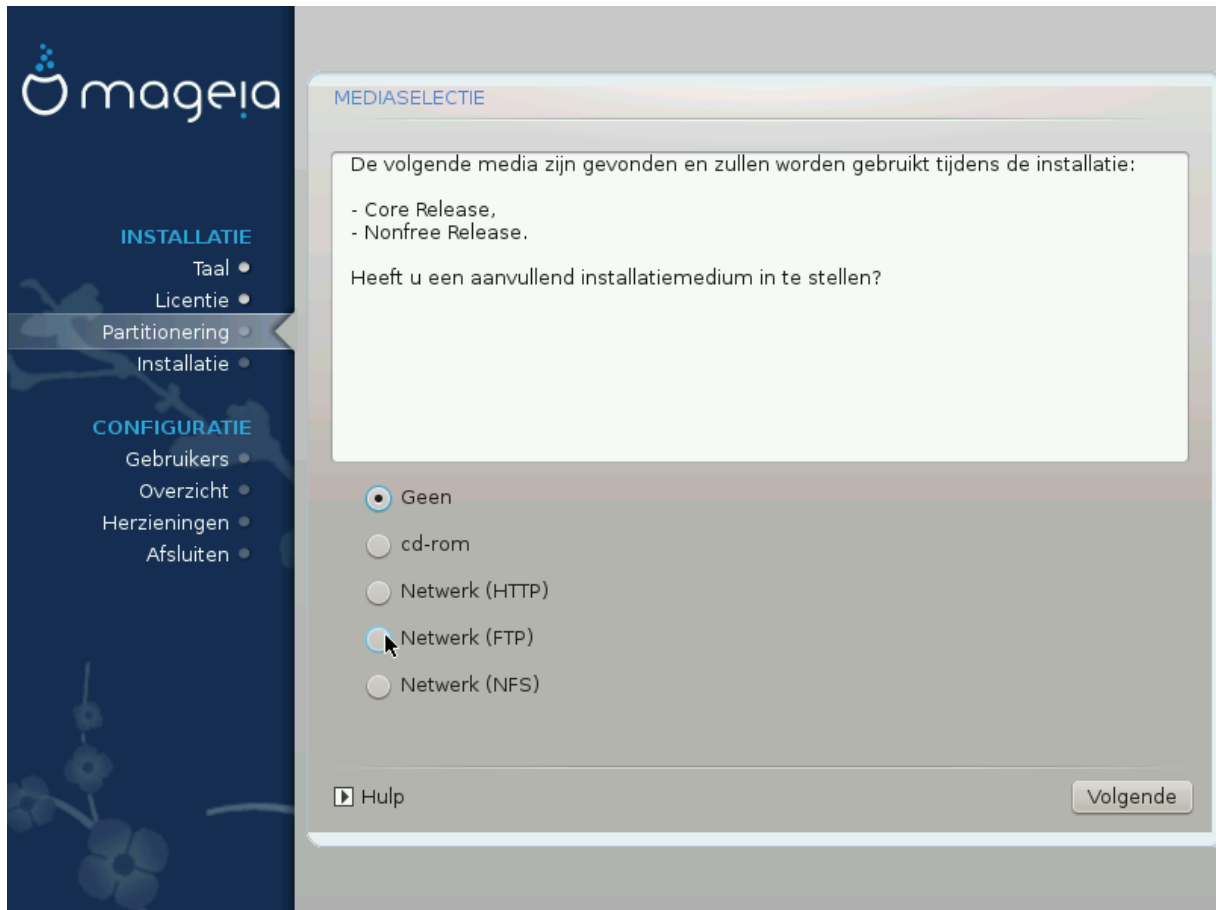 mageia
INSTALLATIE
Taal
Licentie
Partitionering
Installatie
CONFIGURATIE
Gebruikers
Overzicht
Herzieningen
Afsluiten
MEDIASELECTIE
De volgende media zijn gevonden en zullen worden gebruikt tijdens de installatie:
- Core Release,
- Nonfree Release.
Heeft u een aanvullend installatiemedium in te stellen?
Geen
cd-rom
Netwerk (HTTP)
Netwerk (FTP)
Netwerk (NFS)
Hulp
Volgende